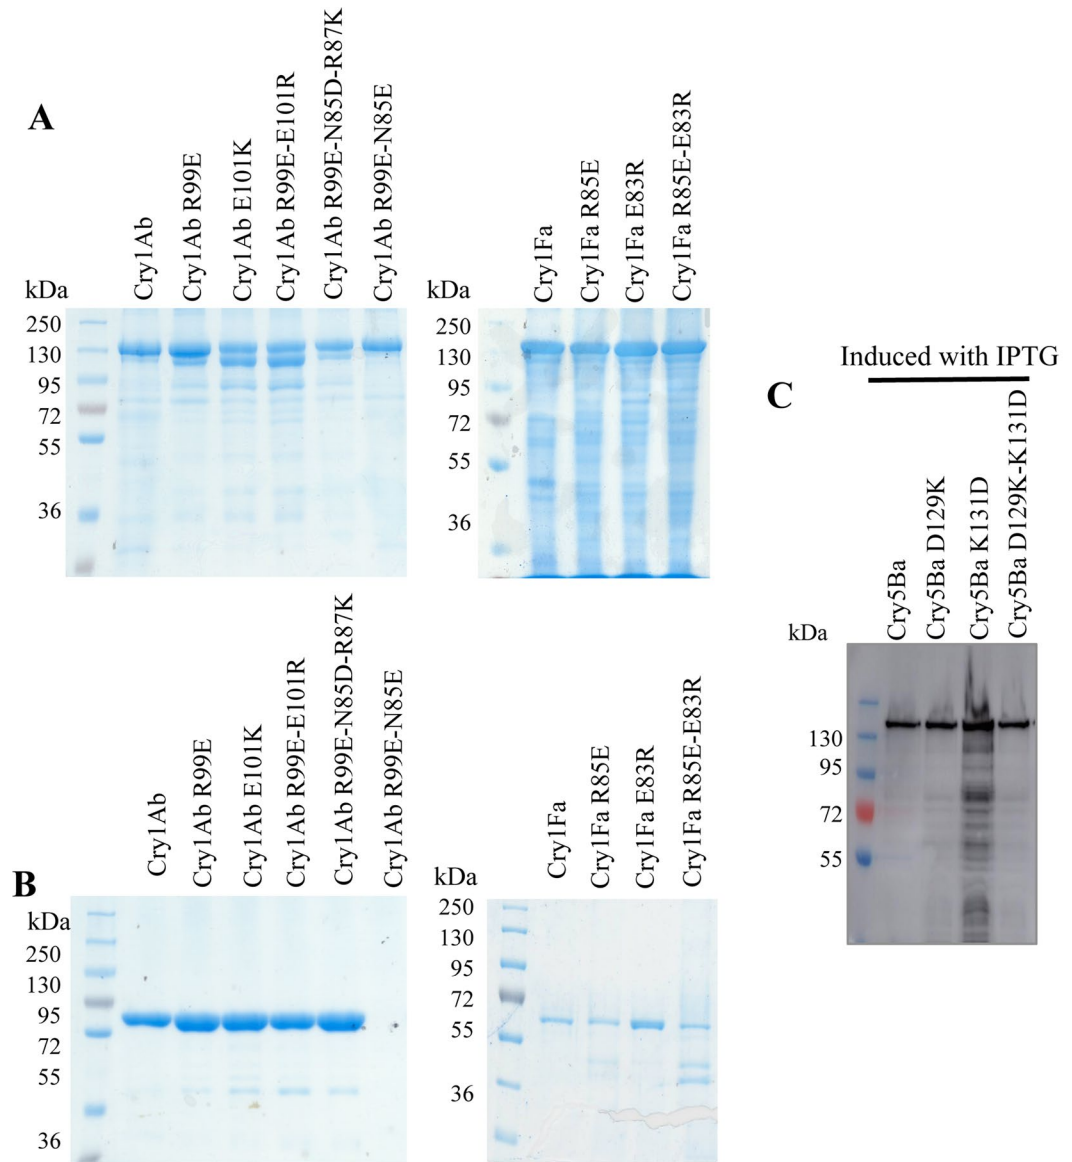 A
kDa
Cry1Ab
Cry1Ab R99E
Cry1Ab E101K
Cry1Ab R99E-E101R
Cry1Ab R99E-N85D-R87K
Cry1Ab R99E-N85E
250
130
95
72
55
36
kDa
Cry1Fa
Cry1Fa R85E
Cry1Fa E83R
Cry1Fa R85E-E83R
250
130
95
72
55
36
C
Induced with IPTG
kDa
Cry5Ba
Cry5Ba D129K
Cry5Ba K131D
Cry5Ba D129K-K131D
130
95
72
55
B
kDa
Cry1Ab
Cry1Ab R99E
Cry1Ab E101K
Cry1Ab R99E-E101R
Cry1Ab R99E-N85D-R87K
Cry1Ab R99E-N85E
250
130
95
72
55
36
kDa
Cry1Fa
Cry1Fa R85E
Cry1Fa E83R
Cry1Fa R85E-E83R
250
130
95
72
55
36